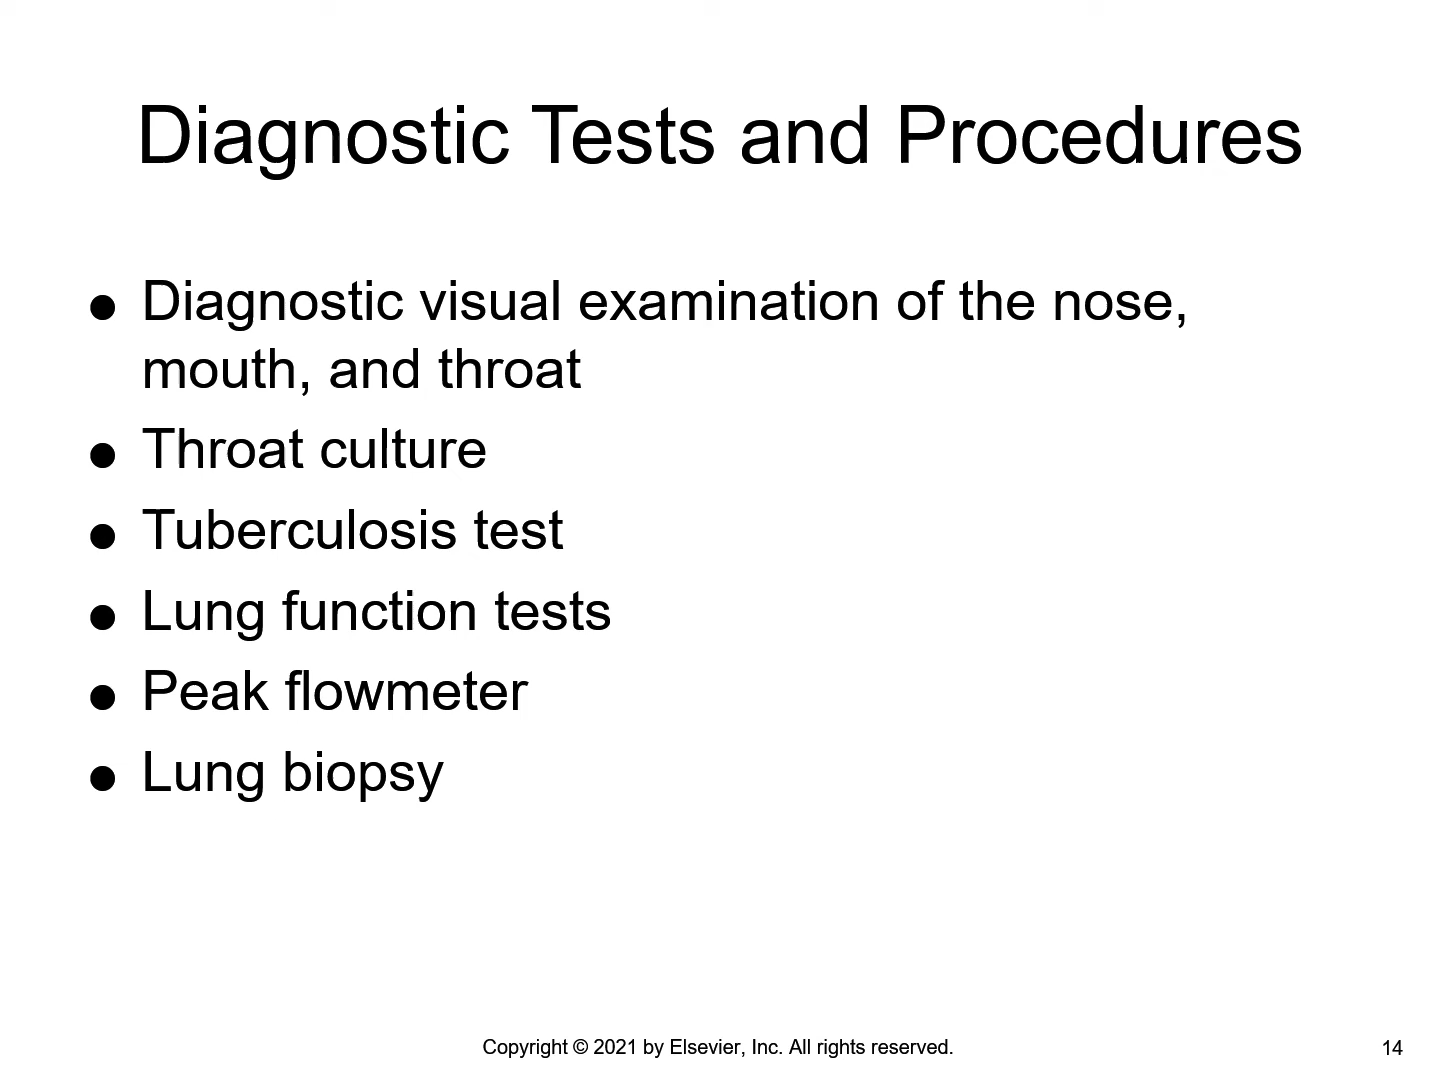 Diagnostic Tests and Procedures
● Diagnostic visual examination of the nose,
mouth, and throat
● Throat culture
● Tuberculosis test
● Lung function tests
● Peak flowmeter
● Lung biopsy
Copyright © 2021 by Elsevier, Inc. All rights reserved.
14